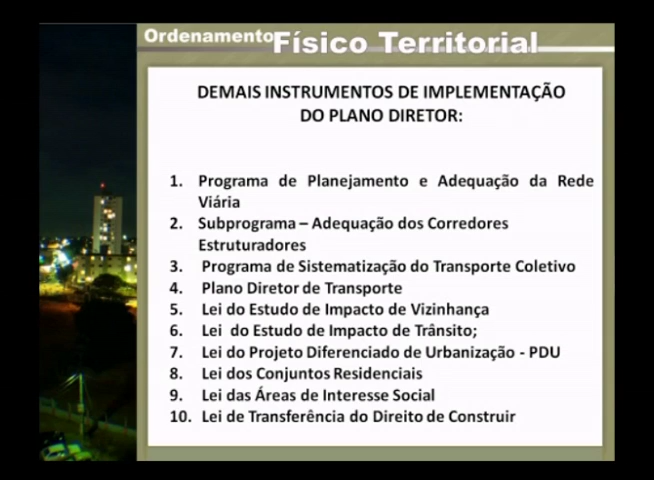 Ordenamento Físico Territorial
DEMAIS INSTRUMENTOS DE IMPLEMENTAÇÃO
DO PLANO DIRETOR:
1. Programa de Planejamento e Adequação da Rede
Viária
2. Subprograma – Adequação dos Corredores
Estruturadores
3. Programa de Sistematização do Transporte Coletivo
4. Plano Diretor de Transporte
5. Lei do Estudo de Impacto de Vizinhança
6. Lei do Estudo de Impacto de Trânsito;
7. Lei do Projeto Diferenciado de Urbanização - PDU
8. Lei dos Conjuntos Residenciais
9. Lei das Áreas de Interesse Social
10. Lei de Transferência do Direito de Construir